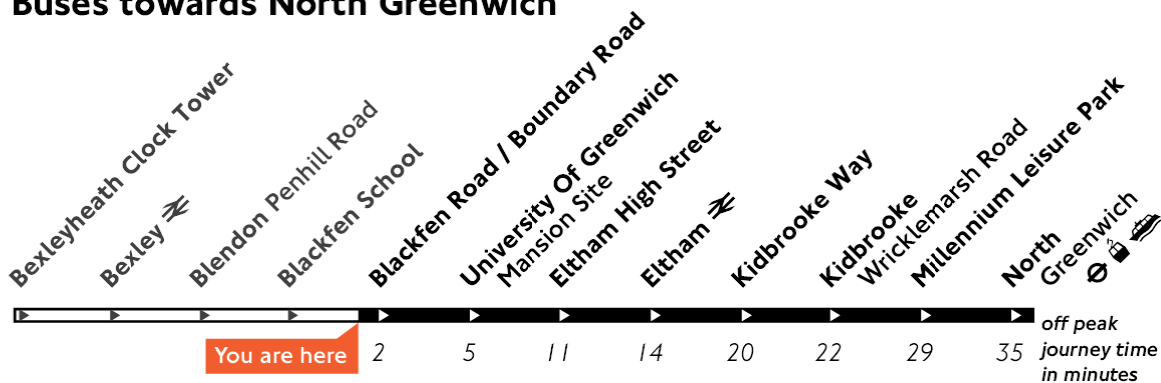 Buses towards North Greenwich
Bexleyheath Clock Tower
Bexley
Blendon Penhill Road
Blackfen School
Blackfen Road / Boundary Road
University Of Greenwich
Mansion Site
Eltham High Street
Eltham
Kidbrooke Way
Kidbrooke
Wricklemarsh Road
Millennium Leisure Park
North
Greenwich
You are here
2 5 11 14 20 22 29 35
off peak
journey time
in minutes